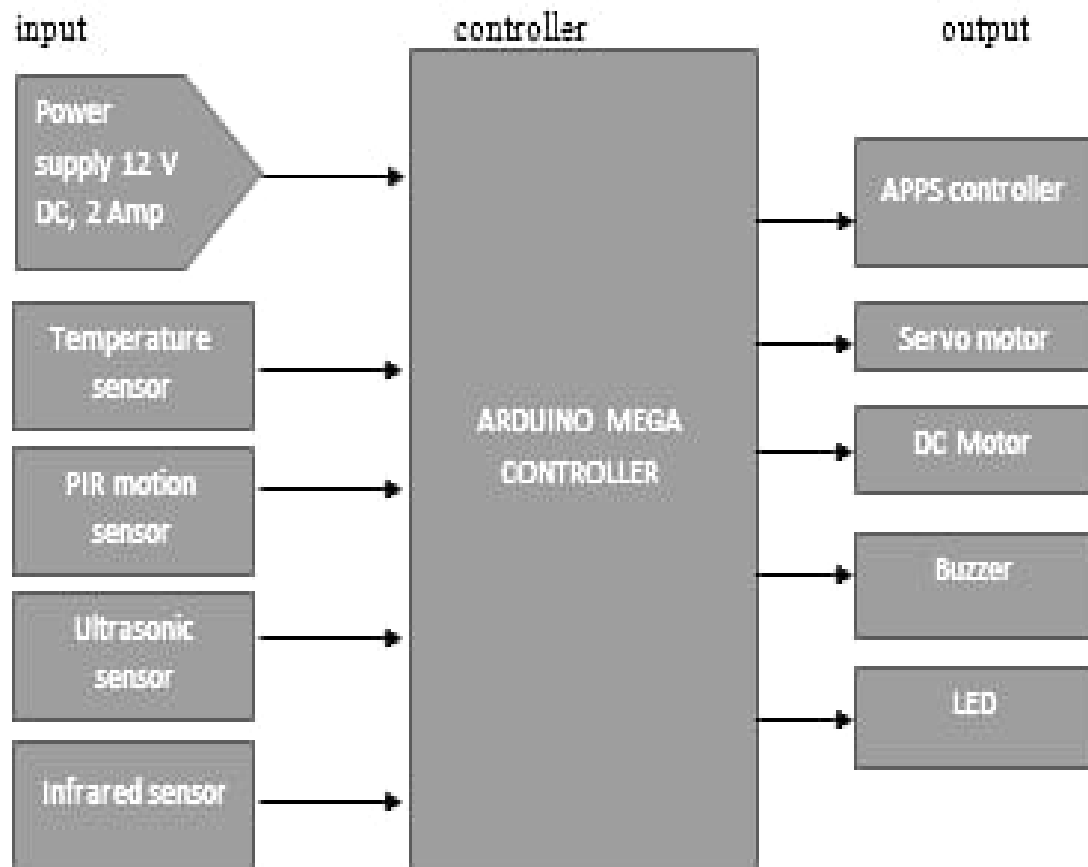 input
controller
output
Power
supply 12 V
DC, 2 Amp
Temperature
sensor
PIR motion
sensor
Ultrasonic
sensor
Infrared sensor
ARDUINO MEGA
CONTROLLER
APPS controller
Servo motor
DC Motor
Buzzer
LED